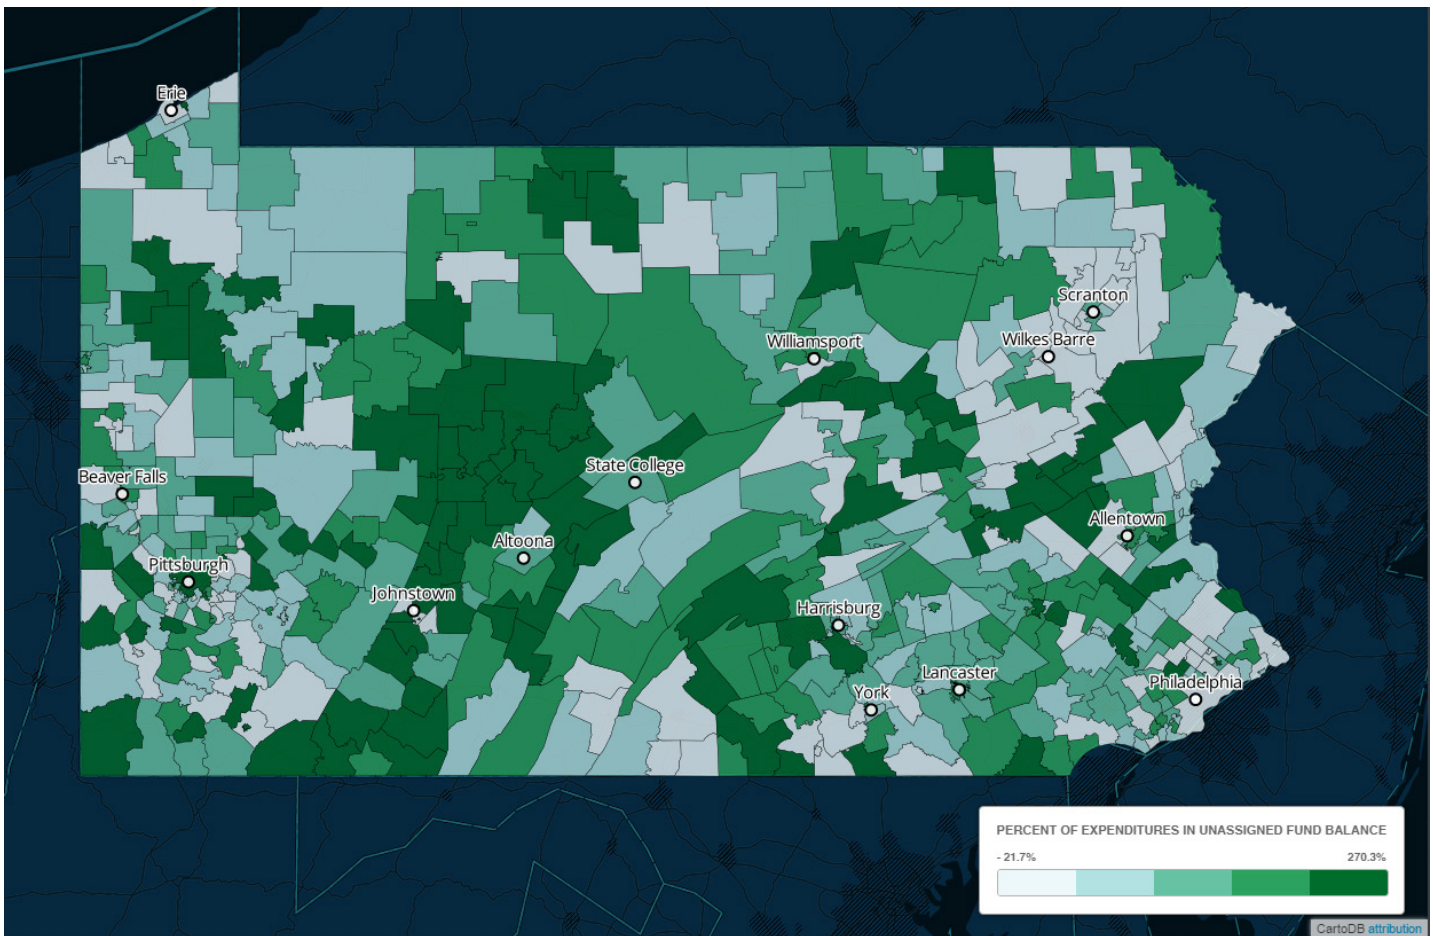 Erie
Scranton
Williamsport
Wilkes Barre
State College
Beaver Falls
Allentown
Altoona
Pittsburgh
Johnstown
Harrisburg
Lancaster
Philadelphia
York
PERCENT OF EXPENDITURES IN UNASSIGNED FUND BALANCE
- 21.7% 270.3%
CartoDB attribution